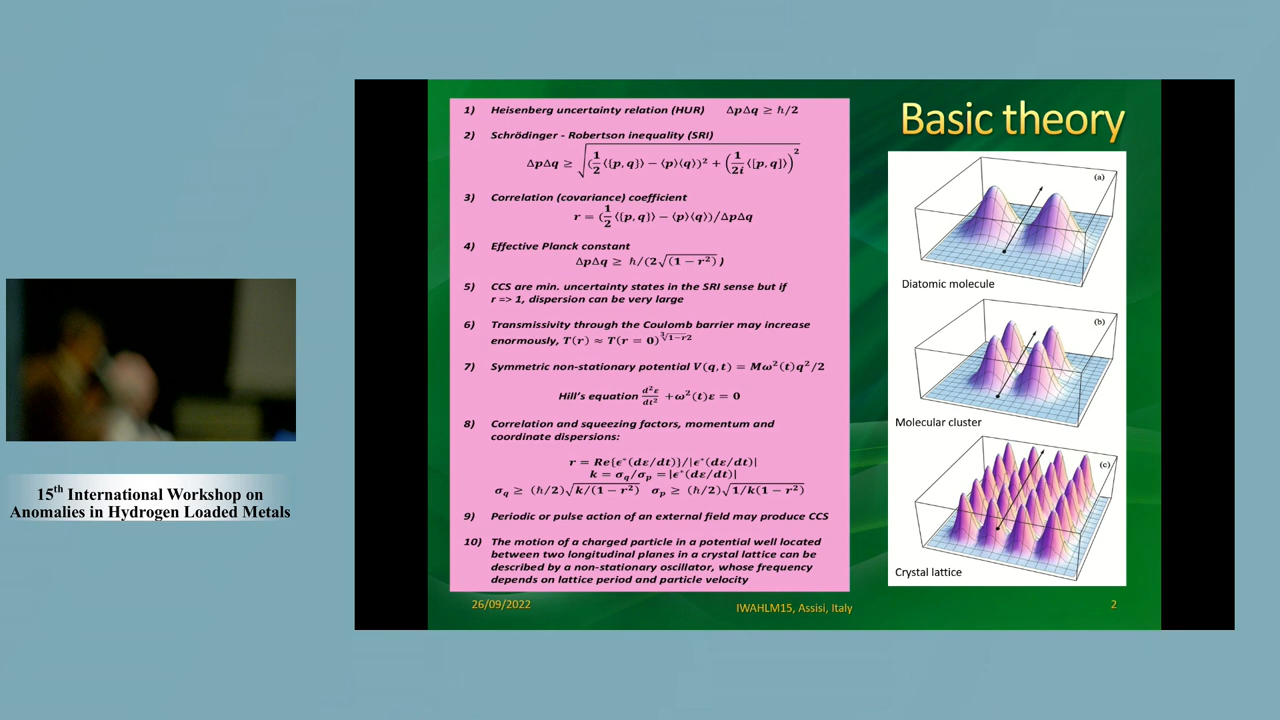 15th International Workshop on
Anomalies in Hydrogen Loaded Metals
Basic theory
1) Heisenberg uncertainty relation (HUR) ΔpΔq ≥ ℏ/2
2) Schrödinger - Robertson inequality (SRI)
ΔpΔq ≥ √((1/2⟨{p,q}⟩ − ⟨p⟩⟨q⟩)² + (1/2i ⟨[p,q]⟩)²
3) Correlation (covariance) coefficient
r = (1/2⟨{p,q}⟩ − ⟨p⟩⟨q⟩)/ΔpΔq
4) Effective Planck constant
ΔpΔq ≥ ℏ/(2√(1 − r²) )
5) CCS are min. uncertainty states in the SRI sense but if
r => 1, dispersion can be very large
6) Transmissivity through the Coulomb barrier may increase
enormously, T(r) ≈ T(r = 0)^∛(1−r²)
7) Symmetric non-stationary potential V(q,t) = Mω²(t)q²/2
Hill's equation d²ε/dt² + ω²(t)ε = 0
8) Correlation and squeezing factors, momentum and
coordinate dispersions:
r = Re{ϵ*(dε/dt)}/|ϵ*(dε/dt)|
k = σq/σp = |ϵ*(dε/dt)|
σq ≥ (ℏ/2)√k/(1 − r²) σp ≥ (ℏ/2)√1/k(1 − r²)
9) Periodic or pulse action of an external field may produce CCS
10) The motion of a charged particle in a potential well located
between two longitudinal planes in a crystal lattice can be
described by a non-stationary oscillator, whose frequency
depends on lattice period and particle velocity
(a)
Diatomic molecule
(b)
Molecular cluster
(c)
Crystal lattice
26/09/2022
IWAHLM15, Assisi, Italy
2